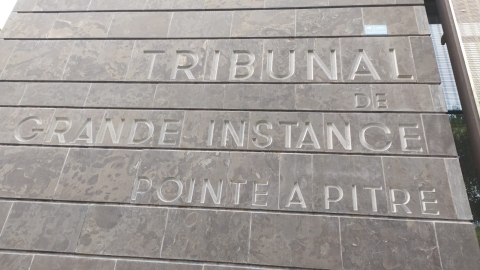 TRIBUNAL
DE
GRANDE INSTANCE
POINTE A PITRE